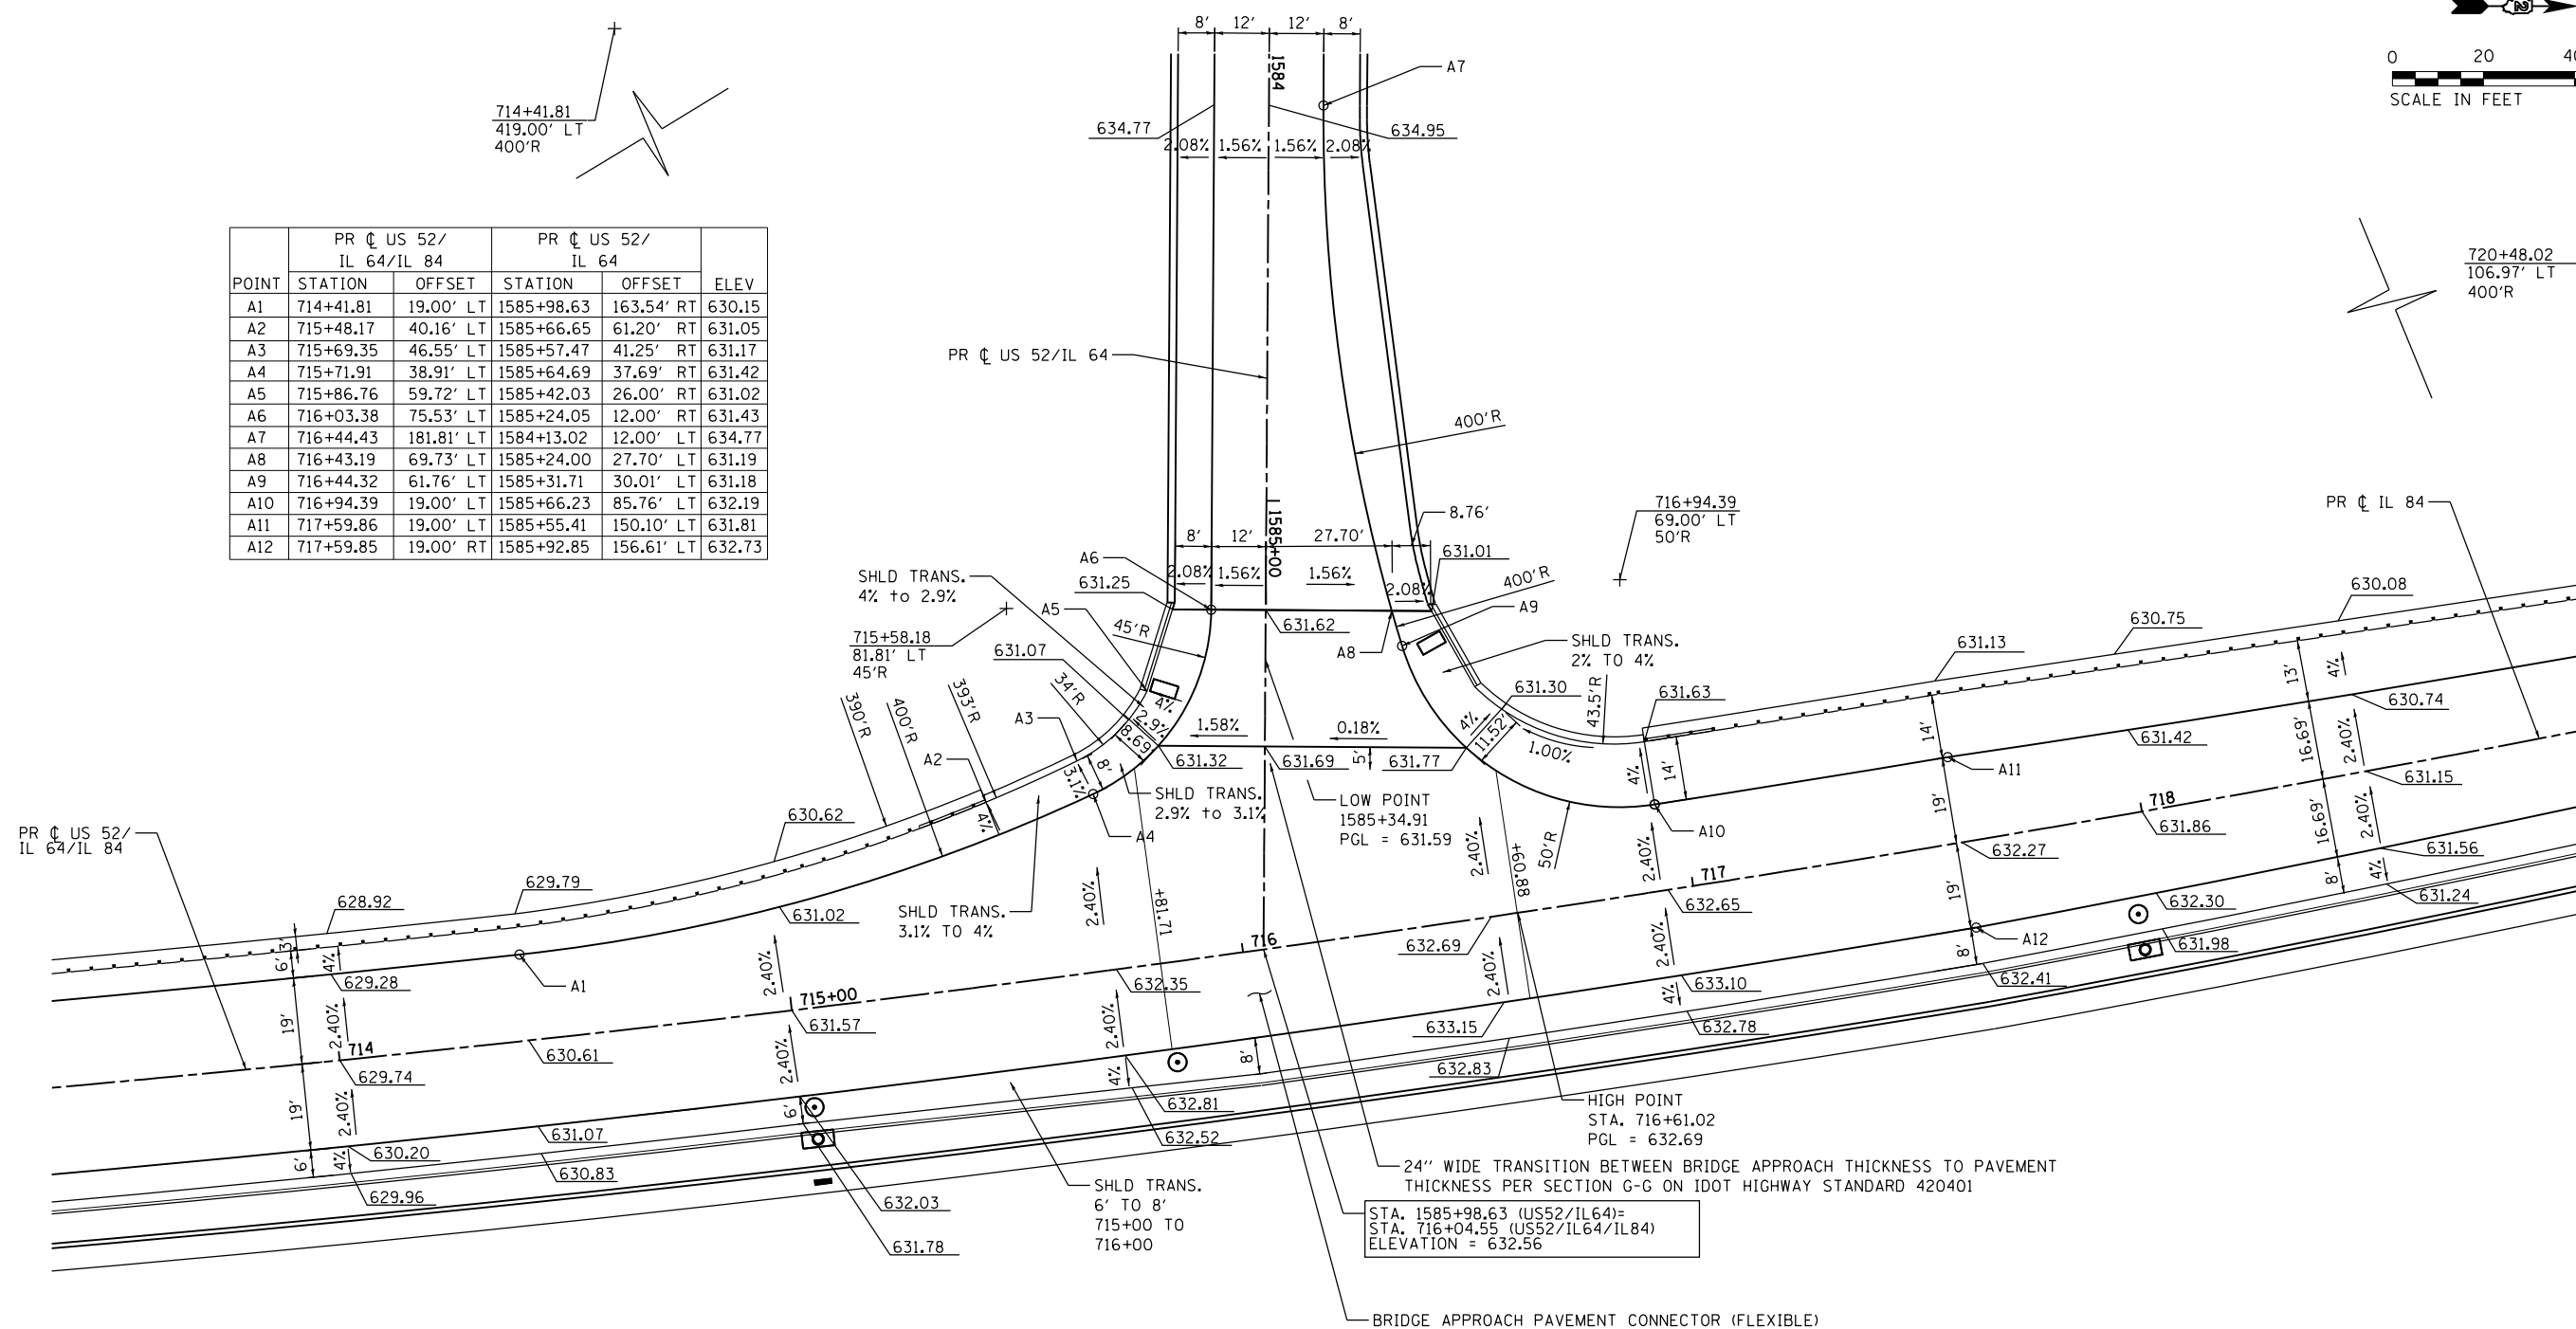 8' 12' 12' 8'
0 20
SCALE IN FEET
1584
A7
714+41.81
419.00' LT
400'R
634.77
634.95
2.08% 1.56% 1.56% 2.08%
PR ℄ US 52/ IL 64/IL 84 PR ℄ US 52/ IL 64
POINT STATION OFFSET STATION OFFSET ELEV
A1 714+41.81 19.00' LT 1585+98.63 163.54' RT 630.15
A2 715+48.17 40.16' LT 1585+66.65 61.20' RT 631.05
A3 715+69.35 46.55' LT 1585+57.47 41.25' RT 631.17
A4 715+71.91 38.91' LT 1585+64.69 37.69' RT 631.42
A5 715+86.76 59.72' LT 1585+42.03 26.00' RT 631.02
A6 716+03.38 75.53' LT 1585+24.05 12.00' RT 631.43
A7 716+44.43 181.81' LT 1584+13.02 12.00' LT 634.77
A8 716+43.19 69.73' LT 1585+24.00 27.70' LT 631.19
A9 716+44.32 61.76' LT 1585+31.71 30.01' LT 631.18
A10 716+94.39 19.00' LT 1585+66.23 85.76' LT 632.19
A11 717+59.86 19.00' LT 1585+55.41 150.10' LT 631.81
A12 717+59.85 19.00' RT 1585+92.85 156.61' LT 632.73
720+48.02
106.97' LT
400'R
PR ℄ US 52/IL 64
400'R
716+94.39
69.00' LT
50'R
PR ℄ IL 84
8' 12' 27.70'
8.76'
1585+00
A6
631.01
SHLD TRANS.
4% to 2.9%
631.25
2.08% 1.56% 1.56% 2.08%
400'R
A5
A9
715+58.18
81.81' LT
45'R
45'R
631.62
A8
SHLD TRANS.
2% TO 4%
631.07
631.13
630.75
630.08
390'R
400'R
393'R
34'R
A3
4%
2.9%
8.69'
631.30
631.63
43.5'R
4%
11.52'
1.00%
13'
4%
630.74
1.58%
0.18%
5'
14'
4%
14'
16.69'
2.40%
631.42
A2
3.1%
8'
631.32
631.69
631.77
A11
631.15
SHLD TRANS.
2.9% to 3.1%
LOW POINT
1585+34.91
PGL = 631.59
718
631.86
19'
16.69'
2.40%
PR ℄ US 52/
IL 64/IL 84
630.62
4%
A4
A10
2.40%
50'R
2.40%
+60.88
717
632.27
631.56
629.79
628.92
631.02
SHLD TRANS.
3.1% TO 4%
2.40%
+81.71
632.65
19'
8'
4%
631.24
632.30
716
632.69
A12
631.98
3'
6'
4%
629.28
A1
2.40%
632.35
2.40%
2.40%
8'
632.41
715+00
631.57
633.10
4%
19'
2.40%
714
630.61
629.74
2.40%
2.40%
8'
633.15
632.78
632.83
4%
632.81
632.52
19'
2.40%
6'
HIGH POINT
STA. 716+61.02
PGL = 632.69
631.07
630.20
6'
4%
630.83
629.96
24'' WIDE TRANSITION BETWEEN BRIDGE APPROACH THICKNESS TO PAVEMENT
THICKNESS PER SECTION G-G ON IDOT HIGHWAY STANDARD 420401
632.03
631.78
SHLD TRANS.
6' TO 8'
715+00 TO
716+00
STA. 1585+98.63 (US52/IL64)=
STA. 716+04.55 (US52/IL64/IL84)
ELEVATION = 632.56
BRIDGE APPROACH PAVEMENT CONNECTOR (FLEXIBLE)